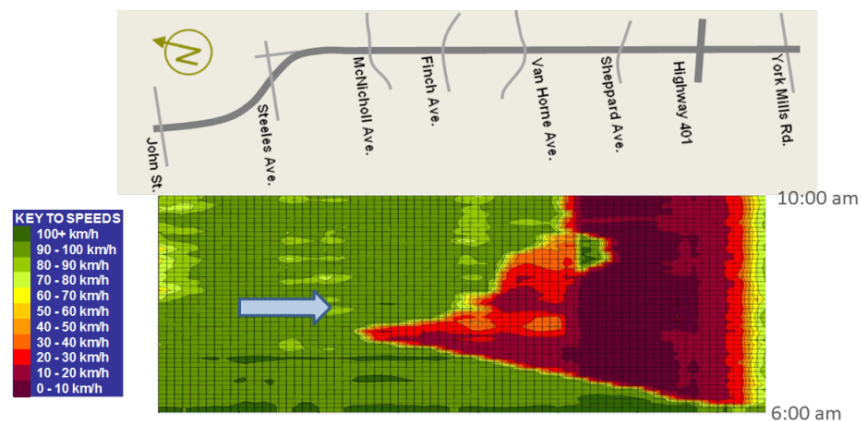 N
John St.
Steeles Ave.
McNicholl Ave.
Finch Ave.
Van Horne Ave.
Sheppard Ave.
Highway 401
York Mills Rd.
10:00 am
KEY TO SPEEDS
100+ km/h
90 - 100 km/h
80 - 90 km/h
70 - 80 km/h
60 - 70 km/h
50 - 60 km/h
40 - 50 km/h
30 - 40 km/h
20 - 30 km/h
10 - 20 km/h
0 - 10 km/h
6:00 am